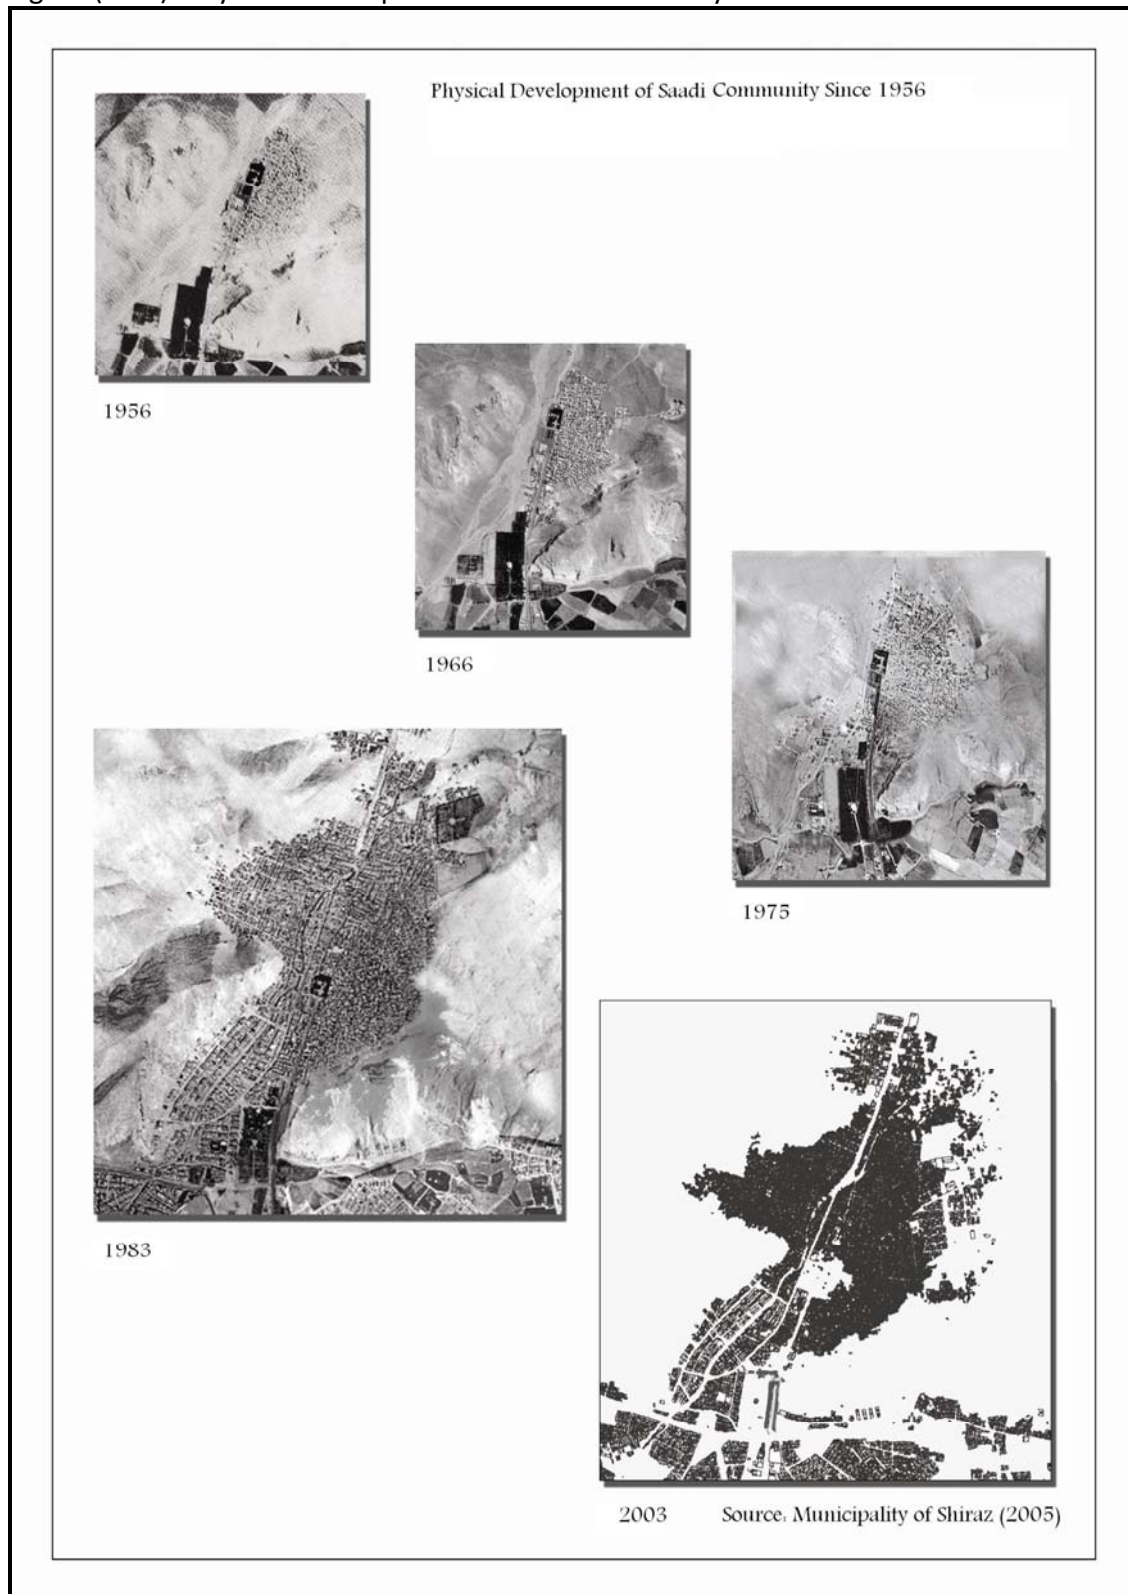 Physical Development of Saadi Community Since 1956
1956
1966
1975
1983
2003 Source: Municipality of Shiraz (2005)